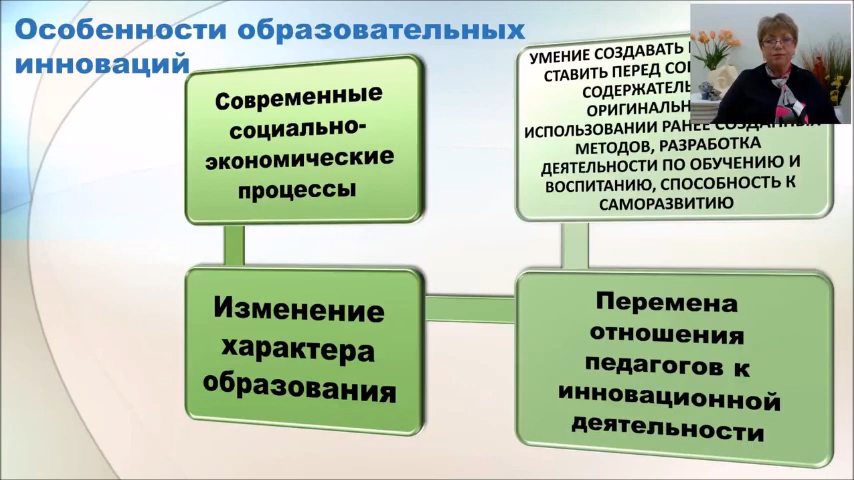 Особенности образовательных
инноваций
Современные
социально-
экономические
процессы
УМЕНИЕ СОЗДАВАТЬ
СТАВИТЬ ПЕРЕД
СОДЕРЖАТЕЛЬ
ОРИГИНАЛЬН
ИСПОЛЬЗОВАНИИ РАНЕЕ СОЗДАННЫХ
МЕТОДОВ, РАЗРАБОТКА
ДЕЯТЕЛЬНОСТИ ПО ОБУЧЕНИЮ И
ВОСПИТАНИЮ, СПОСОБНОСТЬ К
САМОРАЗВИТИЮ
Изменение
характера
образования
Перемена
отношения
педагогов к
инновационной
деятельности